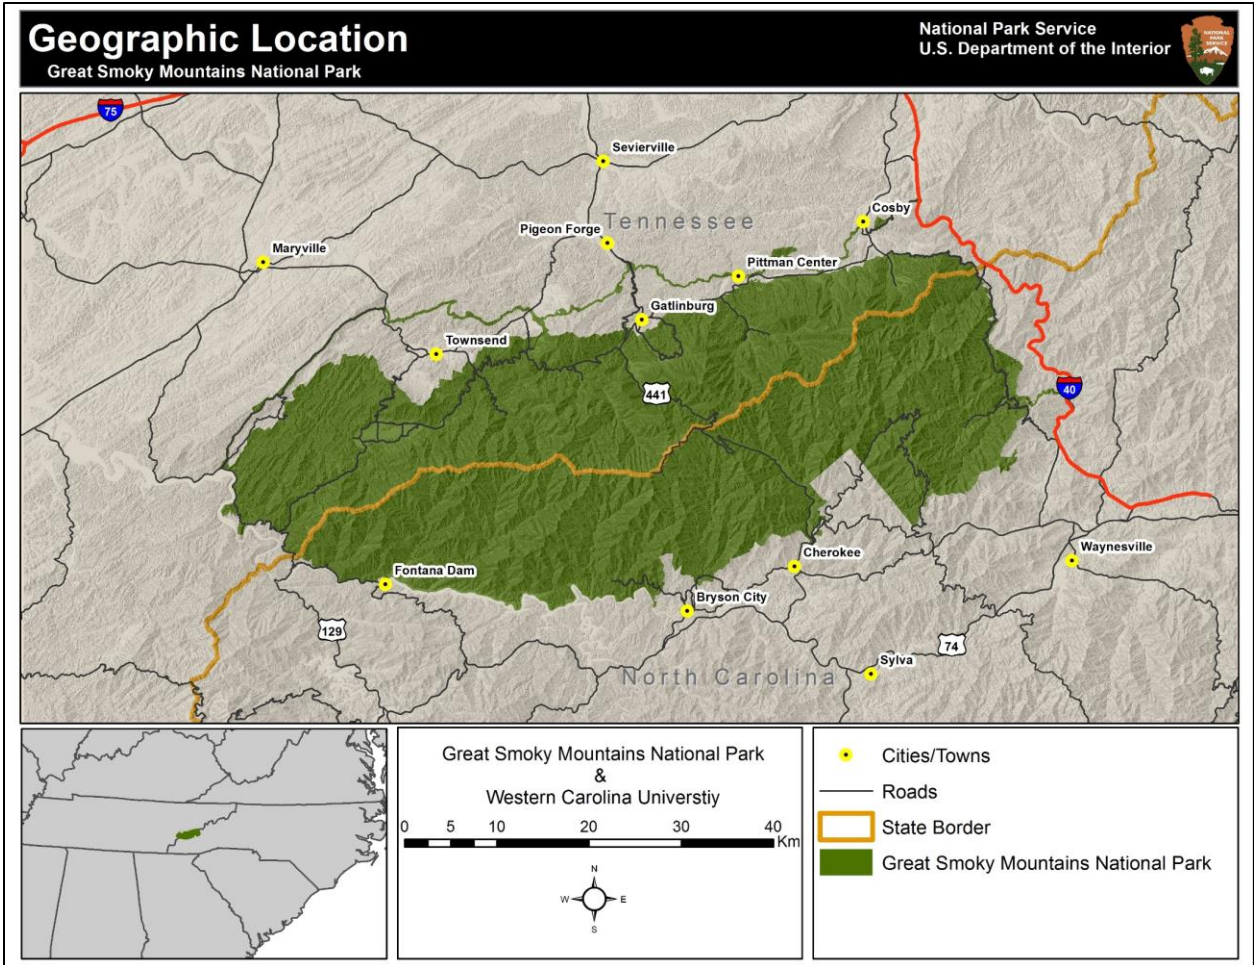 Geographic Location
Great Smoky Mountains National Park
National Park Service
U.S. Department of the Interior
NATIONAL
PARK
SERVICE
75
Sevierville
Tennessee
Cosby
Pigeon Forge
Maryville
Pittman Center
Gatlinburg
Townsend
441
40
Cherokee
Waynesville
Fontana Dam
Bryson City
129
74
Sylva
North Carolina
Great Smoky Mountains National Park
&
Western Carolina Universtiy
0 5 10 20 30 40
Km
N
W E
S
Cities/Towns
Roads
State Border
Great Smoky Mountains National Park